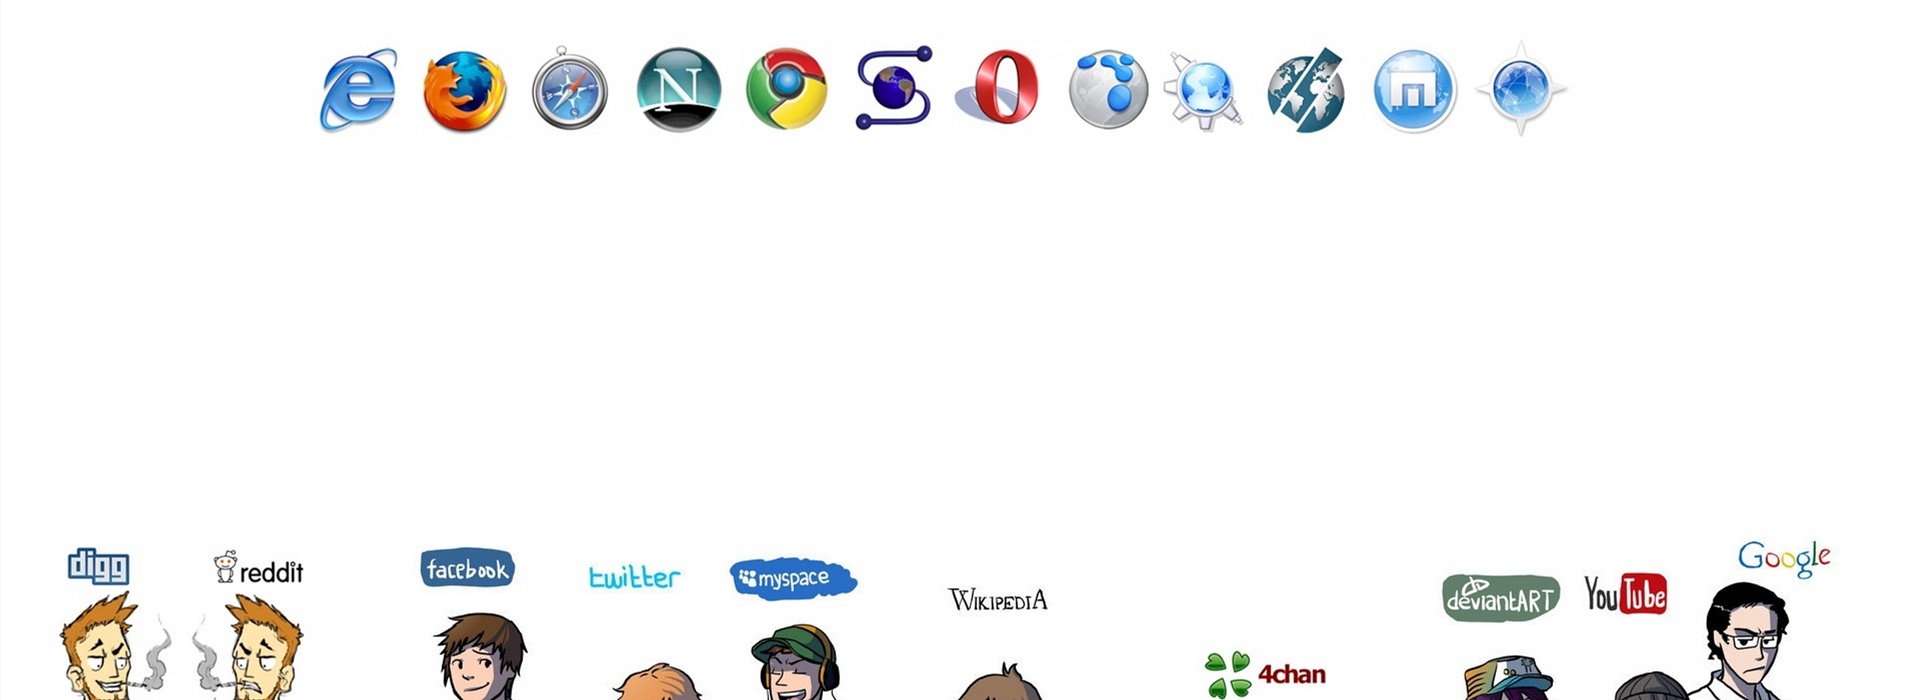 N
digg
reddit
facebook
twitter
myspace
WIKIPEDIA
4chan
deviantART
YouTube
Google